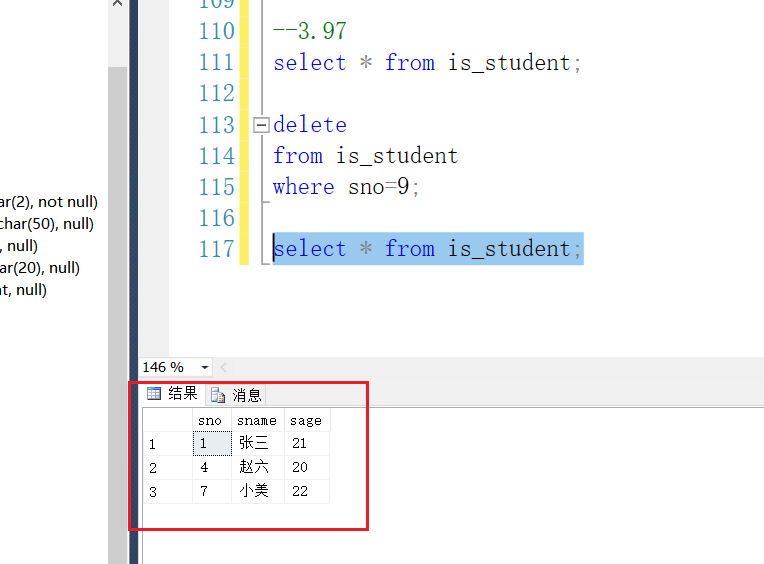 109
110 --3.97
111 select * from is_student;
112
113 delete
114 from is_student
115 where sno=9;
116
117 select * from is_student;
ar(2), not null)
char(50), null)
, null)
ar(20), null)
nt, null)
146 %
结果 消息
sno sname sage
1 1 张三 21
2 4 赵六 20
3 7 小美 22